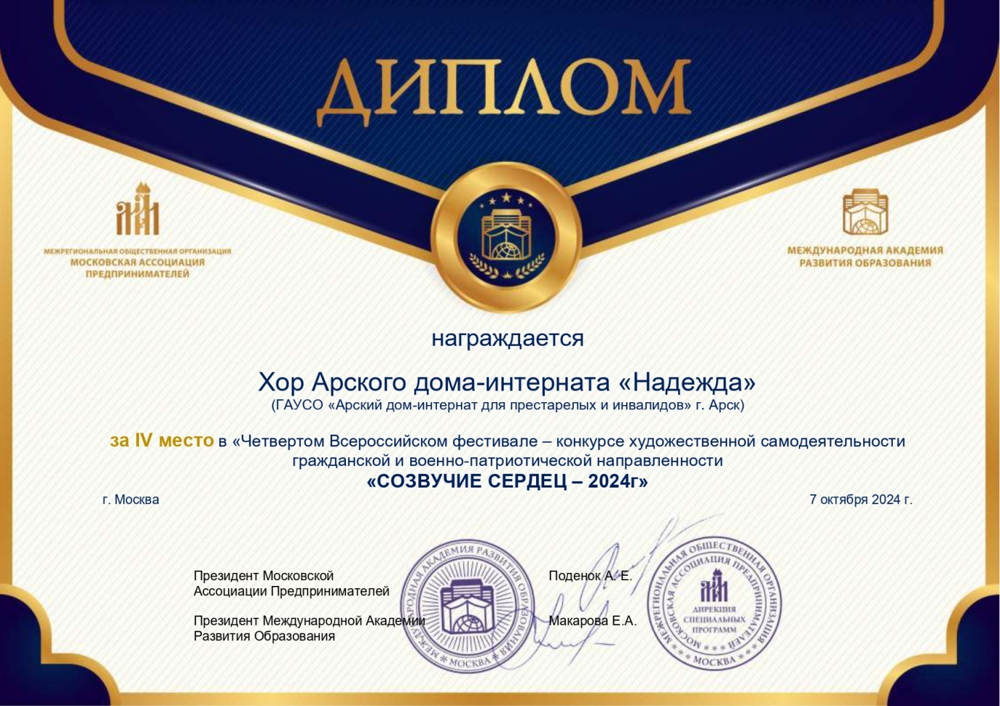 ДИПЛОМ
МЕЖРЕГИОНАЛЬНАЯ ОБЩЕСТВЕННАЯ ОРГАНИЗАЦИЯ
МОСКОВСКАЯ АССОЦИАЦИЯ
ПРЕДПРИНИМАТЕЛЕЙ
МЕЖДУНАРОДНАЯ АКАДЕМИЯ
РАЗВИТИЯ ОБРАЗОВАНИЯ
награждается
Хор Арского дома-интерната «Надежда»
(ГАУСО «Арский дом-интернат для престарелых и инвалидов» г. Арск)
за IV место в «Четвертом Всероссийском фестивале – конкурсе художественной самодеятельности
гражданской и военно-патриотической направленности
«СОЗВУЧИЕ СЕРДЕЦ – 2024г»
г. Москва 7 октября 2024 г.
Президент Московской
Ассоциации Предпринимателей
Поденок А. Е.
Президент Международной Академии
Развития Образования
Макарова Е.А.
МЕЖДУНАРОДНАЯ АКАДЕМИЯ РАЗВИТИЯ ОБРАЗОВАНИЯ
* МОСКВА *
МЕЖРЕГИОНАЛЬНАЯ ОБЩЕСТВЕННАЯ ОРГАНИЗАЦИЯ
МОСКОВСКАЯ АССОЦИАЦИЯ ПРЕДПРИНИМАТЕЛЕЙ
ДИРЕКЦИЯ
СПЕЦИАЛЬНЫХ
ПРОГРАММ
* * * МОСКВА * * *